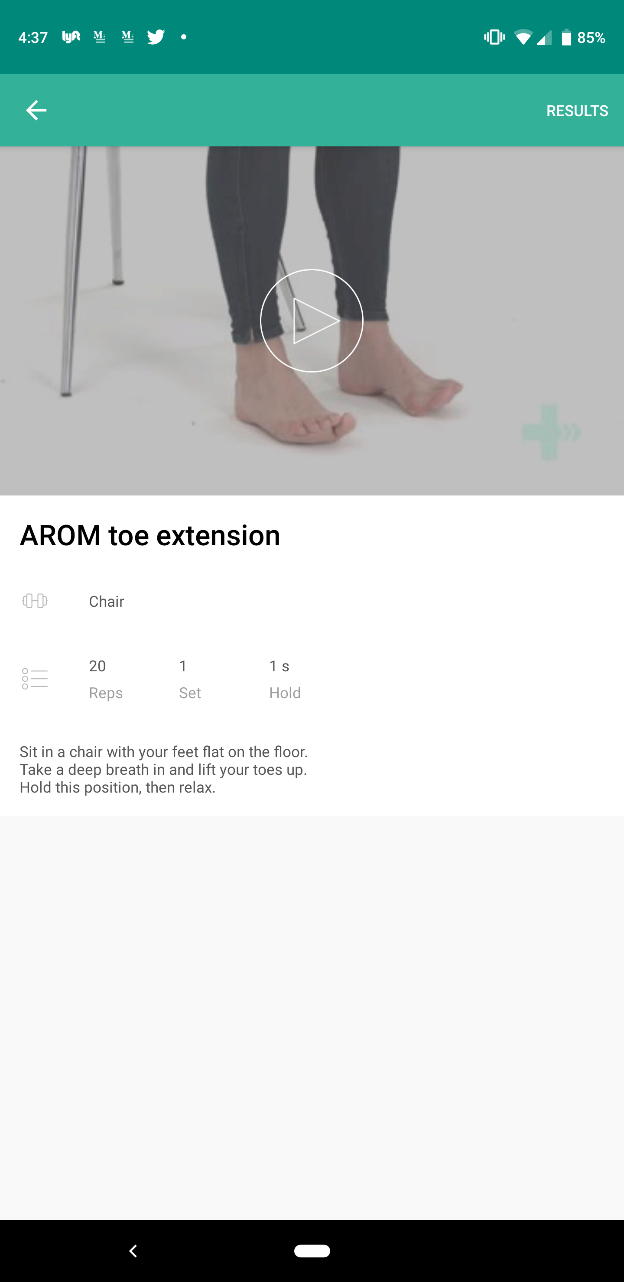 4:37
lyft
M:
M:
85%
RESULTS
AROM toe extension
Chair
20
1
1 s
Reps
Set
Hold
Sit in a chair with your feet flat on the floor.
Take a deep breath in and lift your toes up.
Hold this position, then relax.